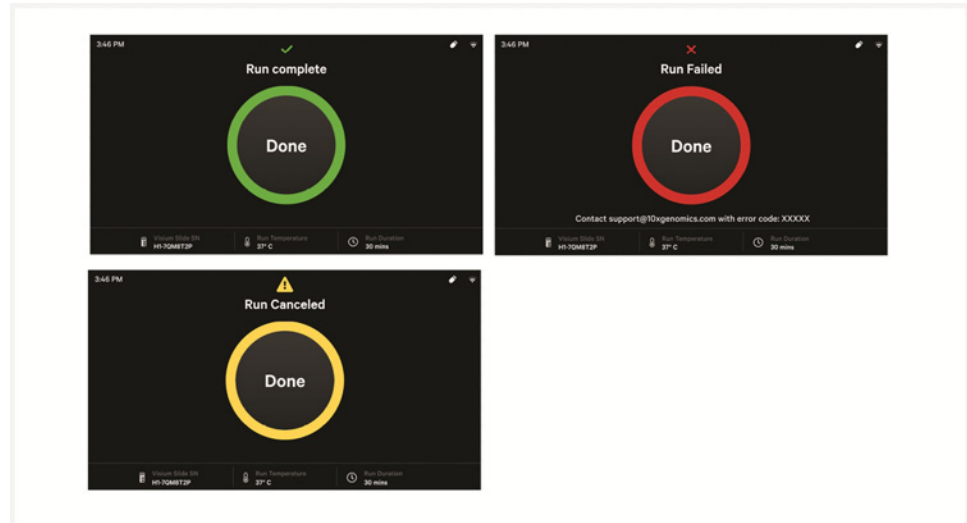 3:46 PM
Run complete
Done
Visium Slide SN
H1-7QM8T2P
Run Temperature
37° C
Run Duration
30 mins
3:46 PM
Run Failed
Done
Contact support@10xgenomics.com with error code: XXXXX
Visium Slide SN
H1-7QM8T2P
Run Temperature
37° C
Run Duration
30 mins
3:46 PM
Run Canceled
Done
Visium Slide SN
H1-7QM8T2P
Run Temperature
37° C
Run Duration
30 mins